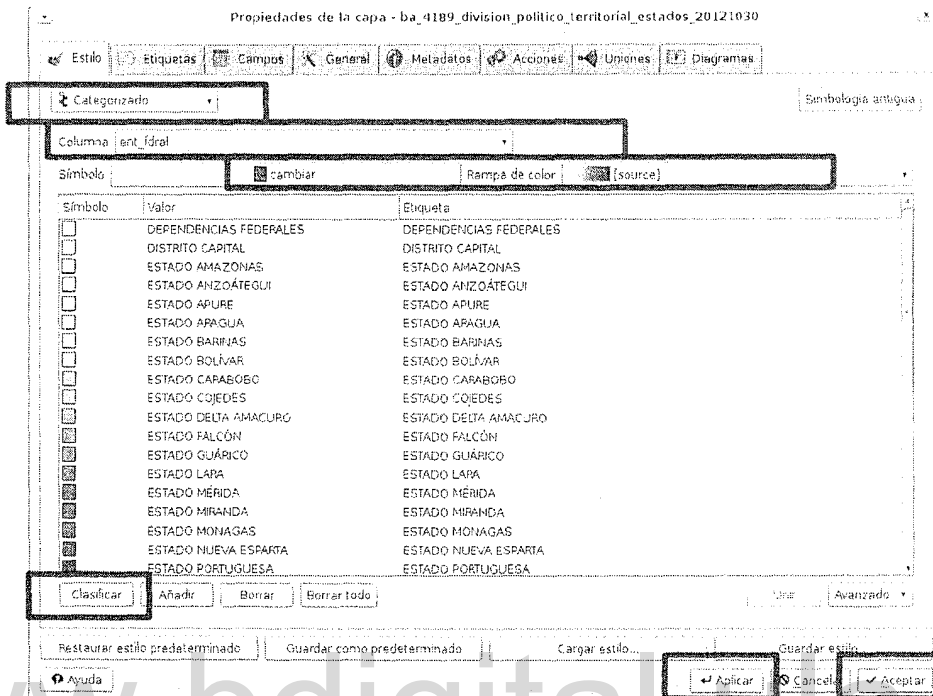 Propiedades de la capa - ba_4189_division_politico_territorial_estados_20121030
Estilo Etiquetas Campos General Metadatos Acciones Uniones Diagramas
Categorizado Simbología antigua
Columna ent_fdral
Símbolo cambiar Rampa de color [source]
Símbolo Valor Etiqueta
DEPENDENCIAS FEDERALES DEPENDENCIAS FEDERALES
DISTRITO CAPITAL DISTRITO CAPITAL
ESTADO AMAZONAS ESTADO AMAZONAS
ESTADO ANZOÁTEGUI ESTADO ANZOÁTEGUI
ESTADO APURE ESTADO APURE
ESTADO ARAGUA ESTADO ARAGUA
ESTADO BARINAS ESTADO BARINAS
ESTADO BOLÍVAR ESTADO BOLÍVAR
ESTADO CARABOBO ESTADO CARABOBO
ESTADO COJEDES ESTADO COJEDES
ESTADO DELTA AMACURO ESTADO DELTA AMACURO
ESTADO FALCÓN ESTADO FALCÓN
ESTADO GUÁRICO ESTADO GUÁRICO
ESTADO LARA ESTADO LARA
ESTADO MÉRIDA ESTADO MÉRIDA
ESTADO MIRANDA ESTADO MIRANDA
ESTADO MONAGAS ESTADO MONAGAS
ESTADO NUEVA ESPARTA ESTADO NUEVA ESPARTA
ESTADO PORTUGUESA ESTADO PORTUGUESA
Clasificar Añadir Borrar Borrar todo Unir Avanzado
Restaurar estilo predeterminado Guardar como predeterminado Cargar estilo... Guardar estilo
Ayuda Aplicar Cancela Aceptar